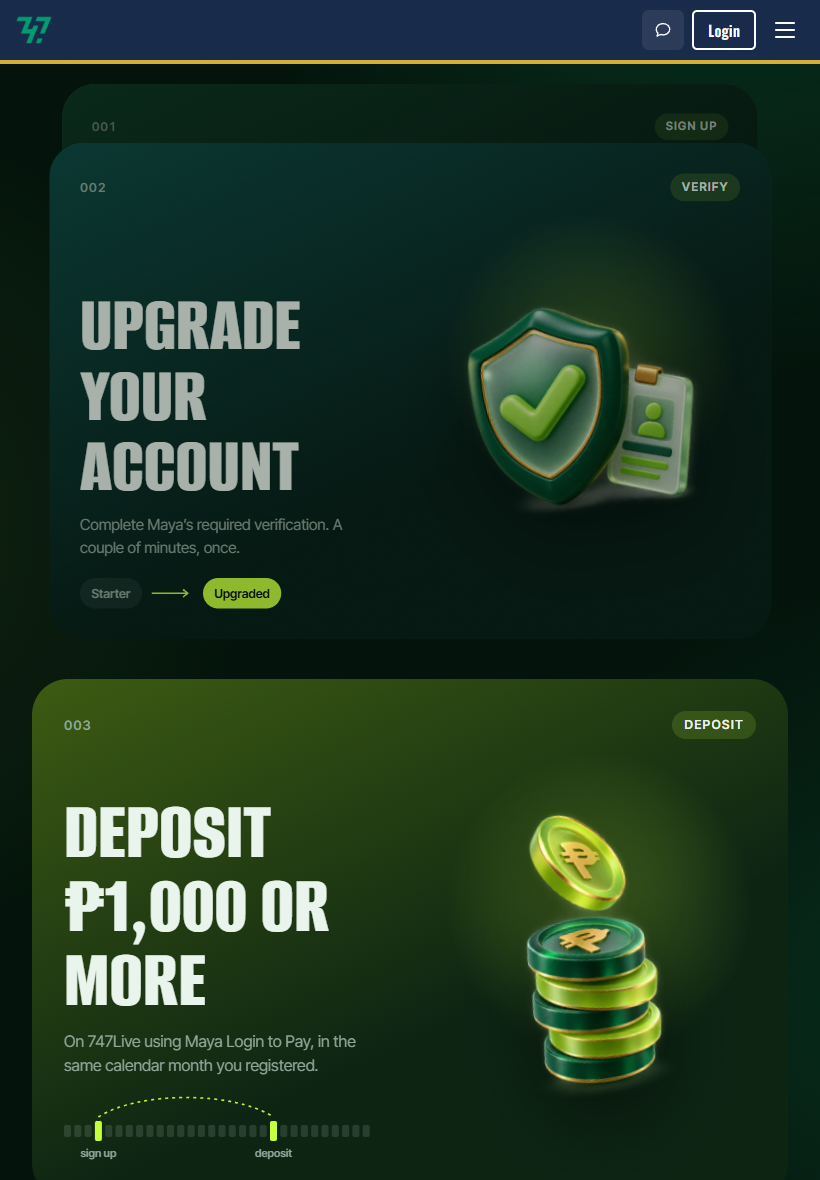 747
Login
001
SIGN UP
002
VERIFY
UPGRADE
YOUR
ACCOUNT
Complete Maya's required verification. A
couple of minutes, once.
Starter
Upgraded
003
DEPOSIT
DEPOSIT
₱1,000 OR
MORE
On 747Live using Maya Login to Pay, in the
same calendar month you registered.
sign up
deposit